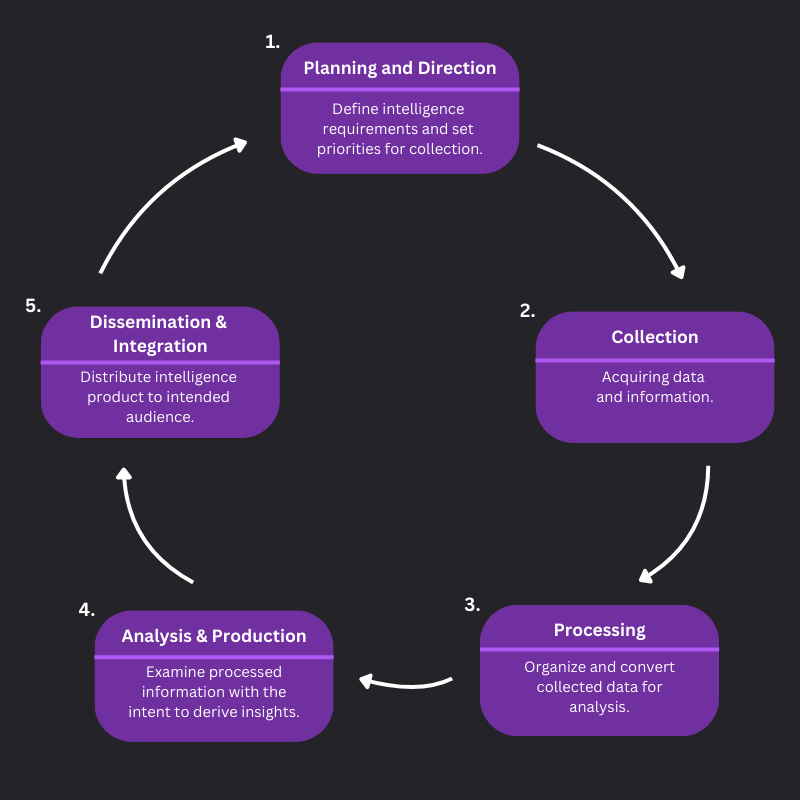 1.
Planning and Direction
Define intelligence
requirements and set
priorities for collection.
2.
Collection
Acquiring data
and information.
3.
Processing
Organize and convert
collected data for
analysis.
4.
Analysis & Production
Examine processed
information with the
intent to derive insights.
5.
Dissemination &
Integration
Distribute intelligence
product to intended
audience.